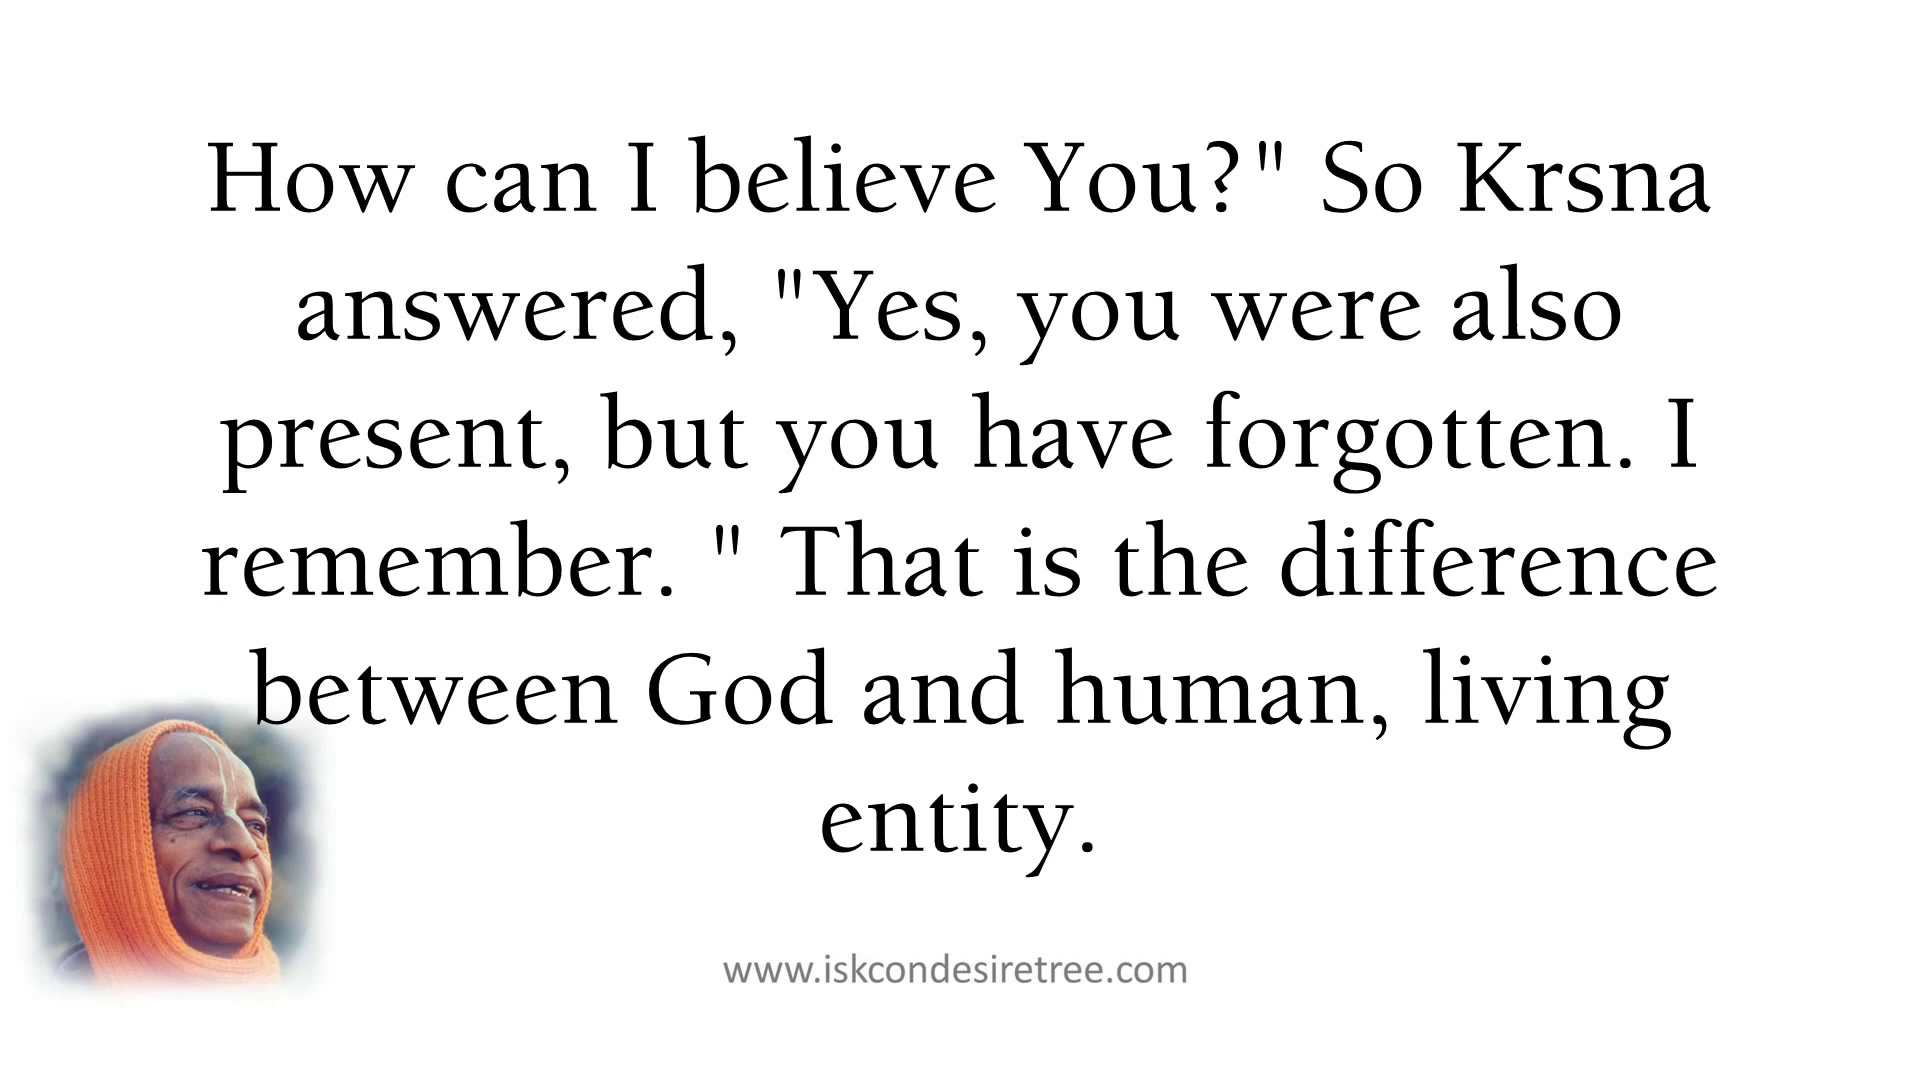 How can I believe You?" So Krsna
answered, "Yes, you were also
present, but you have forgotten. I
remember. " That is the difference
between God and human, living
entity.
www.iskcondesiretree.com